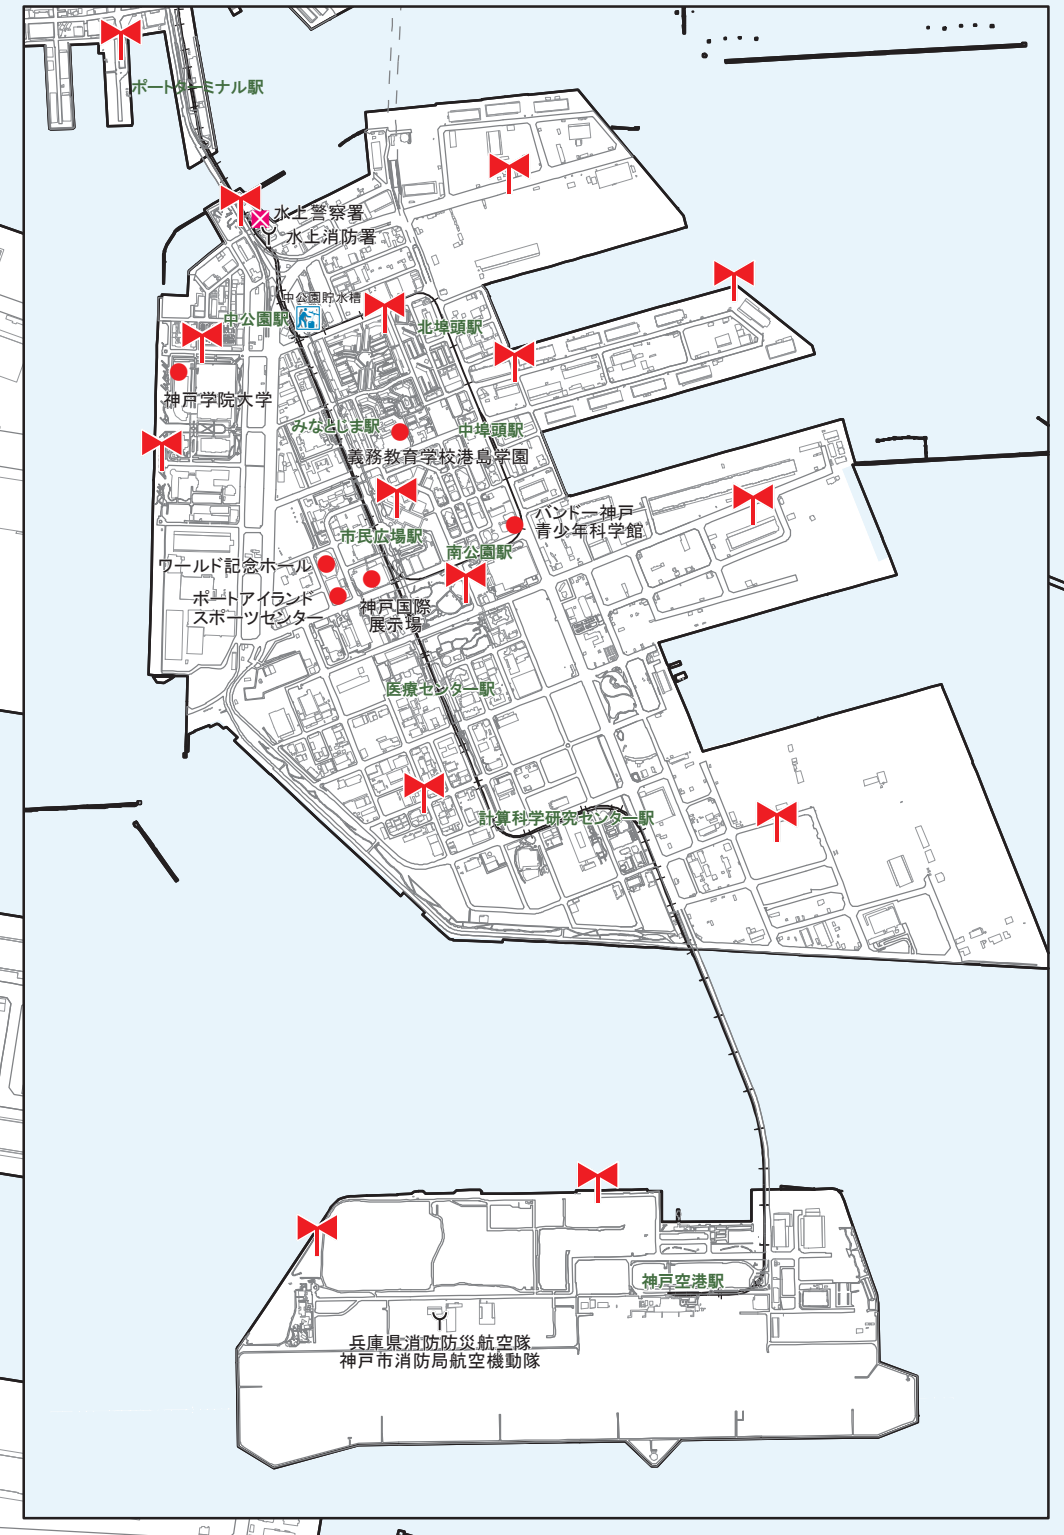 ポートターミナル駅
水上警察署
水上消防署
中公園貯水槽
中公園駅
北埠頭駅
神戸学院大学
みなとじま駅
中埠頭駅
義務教育学校港島学園
バンドー神戸
青少年科学館
市民広場駅
南公園駅
ワールド記念ホール
ポートアイランド
スポーツセンター
神戸国際
展示場
医療センター駅
計算科学研究センター駅
神戸空港駅
兵庫県消防防災航空隊
神戸市消防局航空機動隊